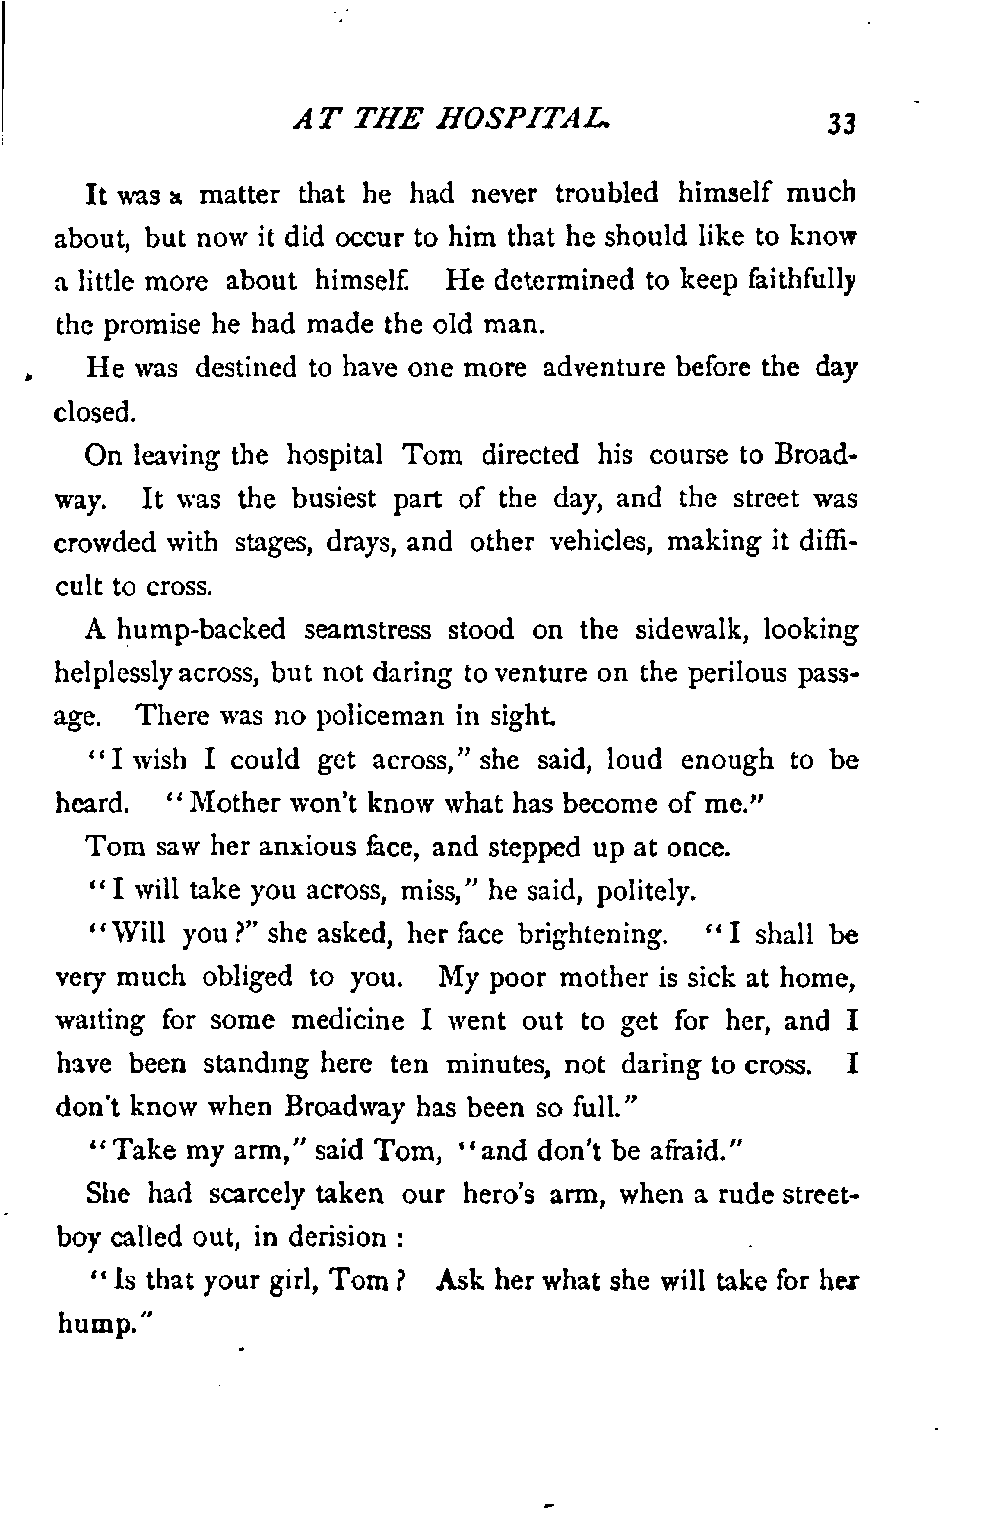 AT THE HOSPITAL.
33
It was a matter that he had never troubled himself much
about, but now it did occur to him that he should like to know
a little more about himself. He determined to keep faithfully
the promise he had made the old man.
He was destined to have one more adventure before the day
closed.
On leaving the hospital Tom directed his course to Broad-
way. It was the busiest part of the day, and the street was
crowded with stages, drays, and other vehicles, making it diffi-
cult to cross.
A hump-backed seamstress stood on the sidewalk, looking
helplessly across, but not daring to venture on the perilous pass-
age. There was no policeman in sight.
"I wish I could get across," she said, loud enough to be
heard. "Mother won't know what has become of me."
Tom saw her anxious face, and stepped up at once.
"I will take you across, miss," he said, politely.
"Will you?" she asked, her face brightening. "I shall be
very much obliged to you. My poor mother is sick at home,
waiting for some medicine I went out to get for her, and I
have been standing here ten minutes, not daring to cross. I
don't know when Broadway has been so full."
"Take my arm," said Tom, "and don't be afraid."
She had scarcely taken our hero's arm, when a rude street-
boy called out, in derision :
"Is that your girl, Tom? Ask her what she will take for her
hump."